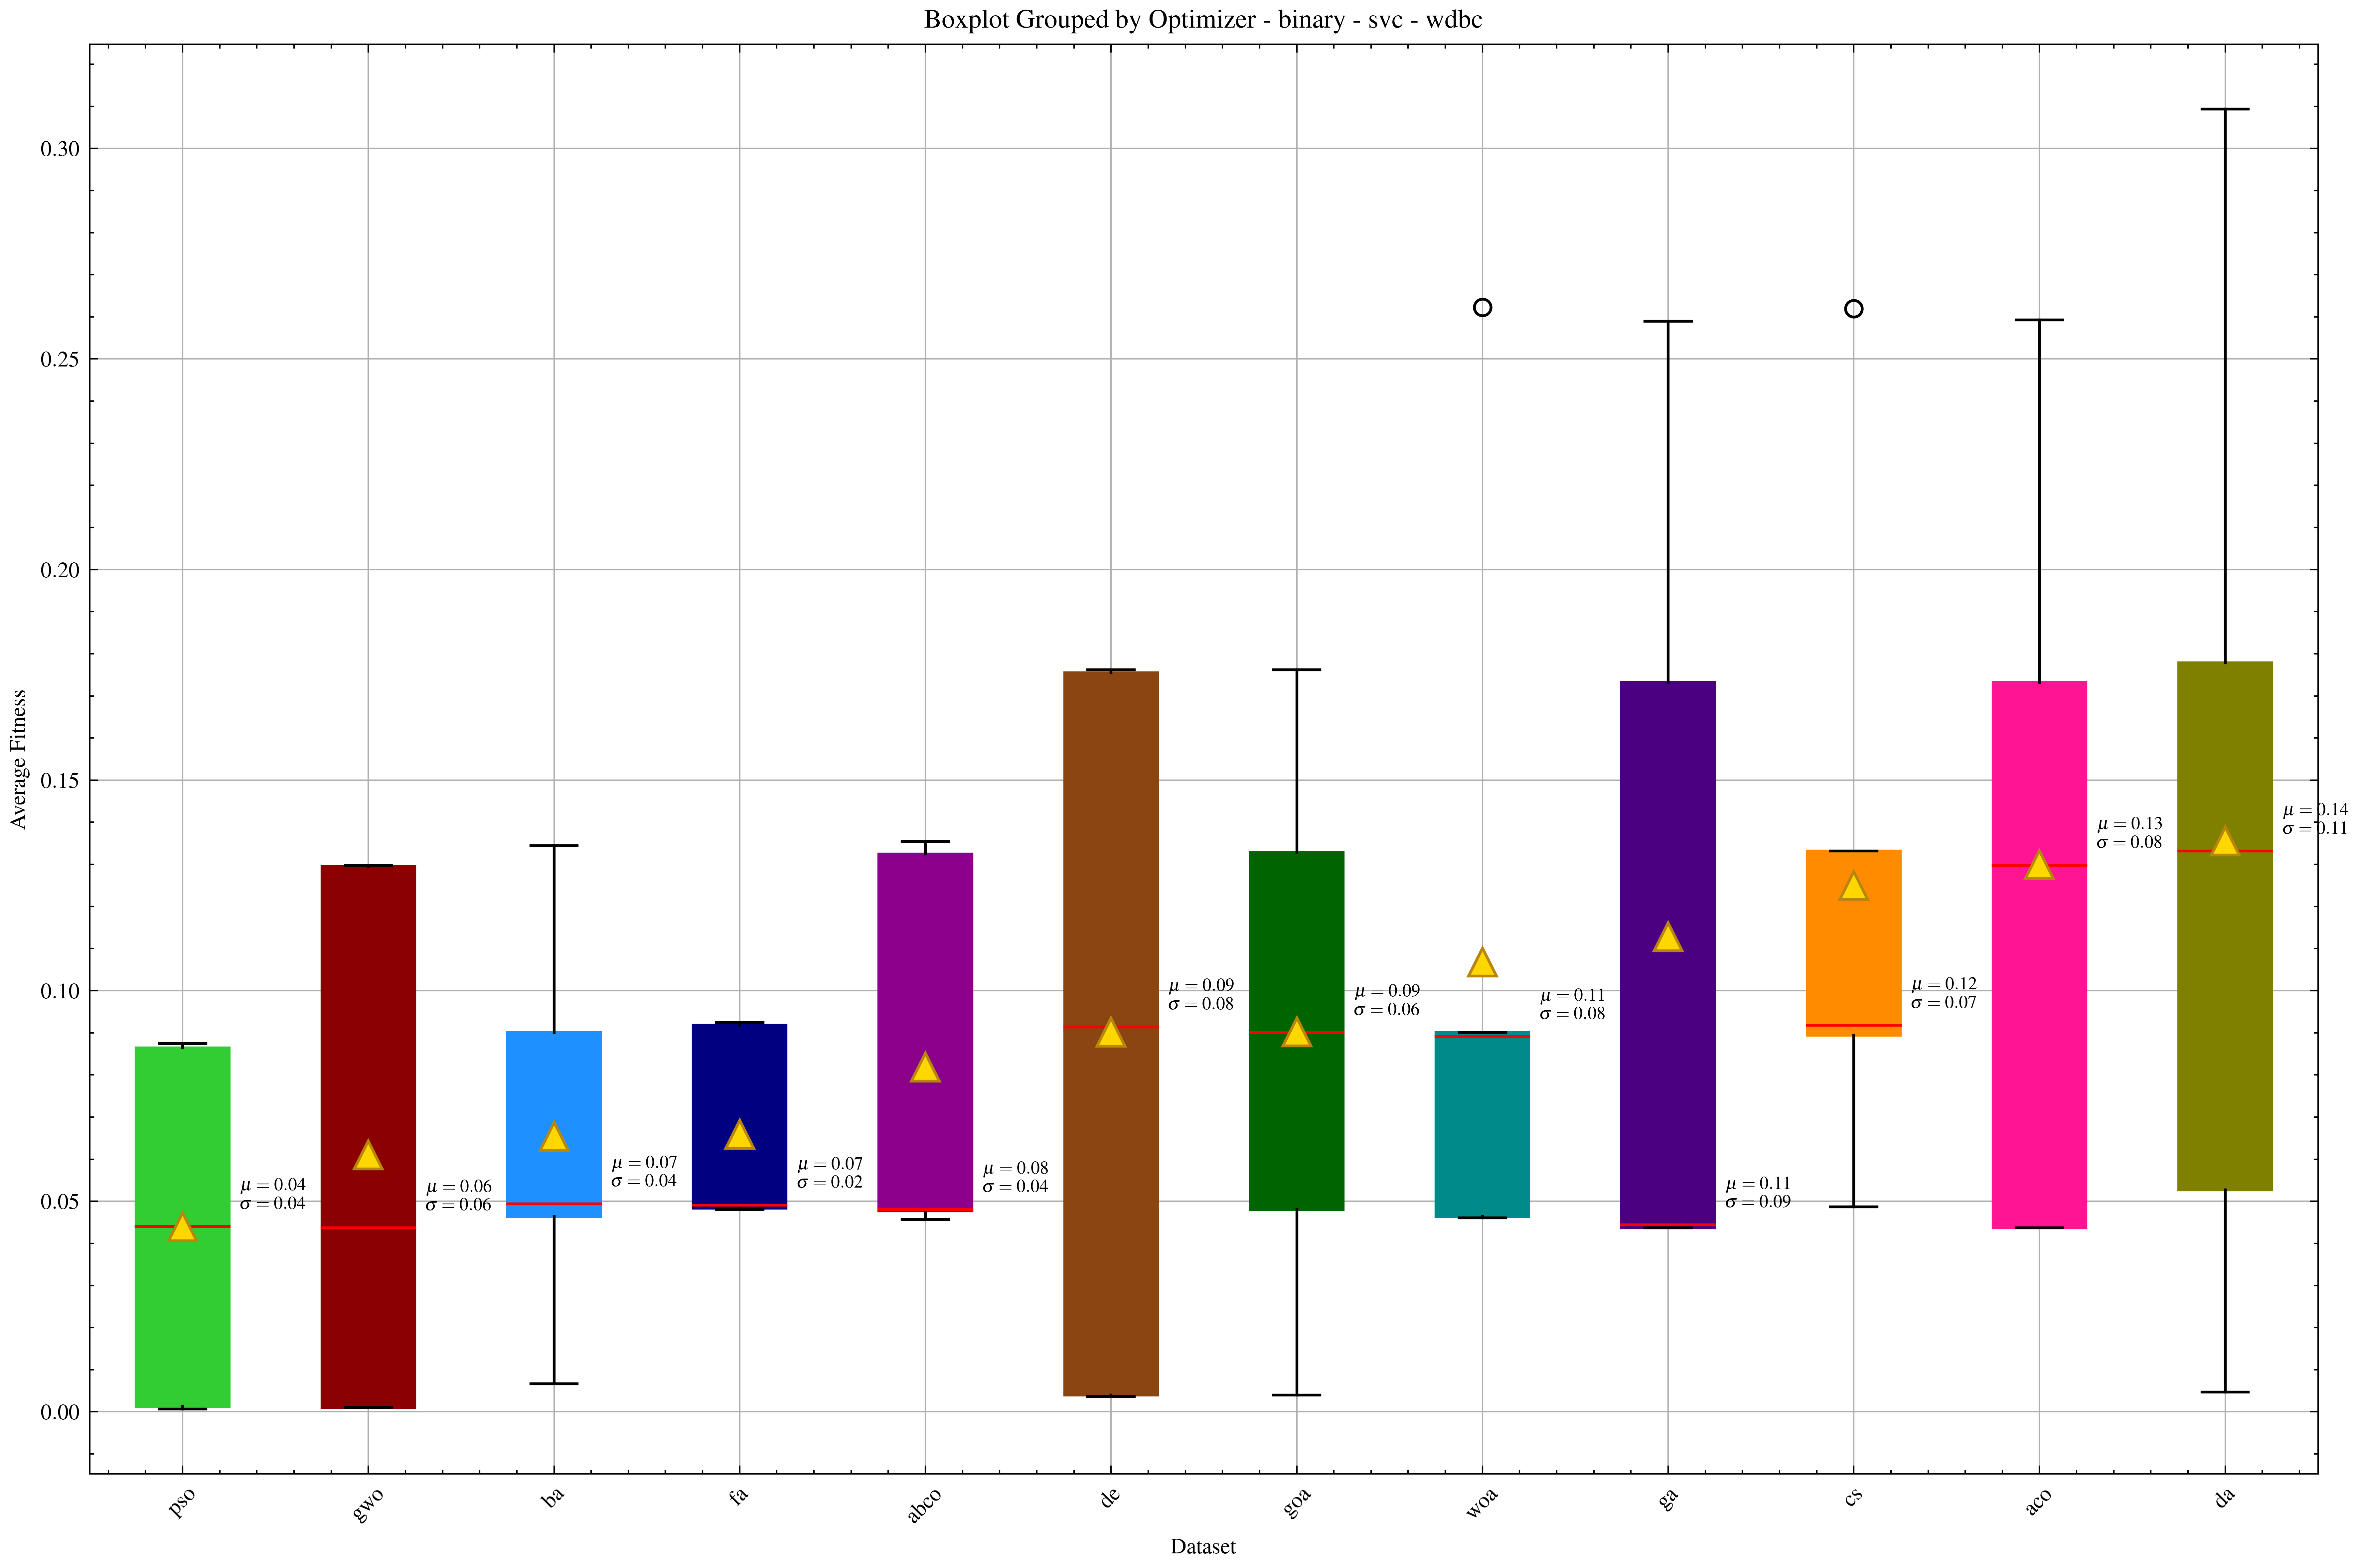 Boxplot Grouped by Optimizer - binary - svc - wdbc
Average Fitness
0.30
0.25
0.20
0.15
0.10
0.05
0.00
μ = 0.04
σ = 0.04
μ = 0.06
σ = 0.06
μ = 0.07
σ = 0.04
μ = 0.07
σ = 0.02
μ = 0.08
σ = 0.04
μ = 0.09
σ = 0.08
μ = 0.09
σ = 0.06
μ = 0.11
σ = 0.08
μ = 0.11
σ = 0.09
μ = 0.12
σ = 0.07
μ = 0.13
σ = 0.08
μ = 0.14
σ = 0.11
pso
gwo
ba
fa
abco
de
goa
woa
ga
cs
aco
da
Dataset